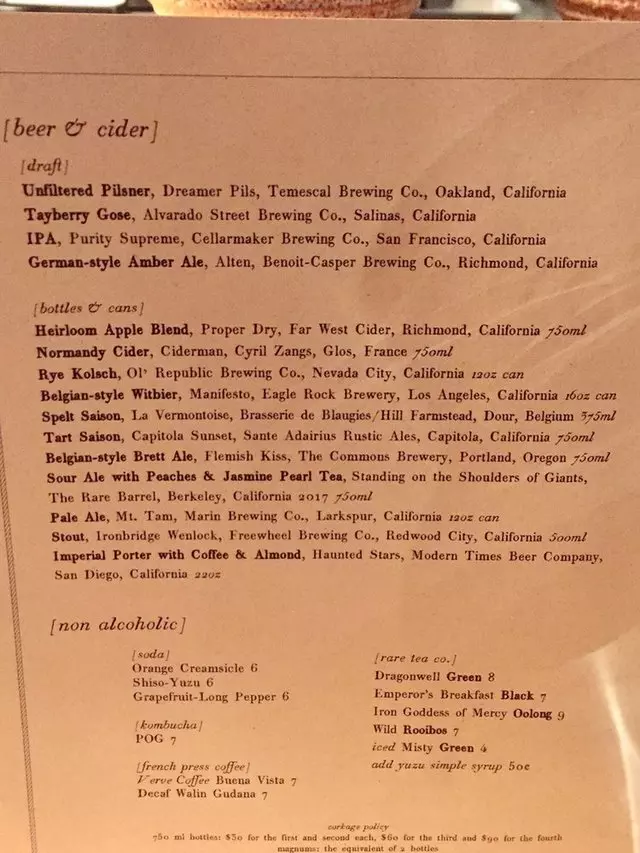 [beer & cider]
[draft]
Unfiltered Pilsner, Dreamer Pils, Temescal Brewing Co., Oakland, California
Tayberry Gose, Alvarado Street Brewing Co., Salinas, California
IPA, Purity Supreme, Cellarmaker Brewing Co., San Francisco, California
German-style Amber Ale, Alten, Benoit-Casper Brewing Co., Richmond, California
[bottles & cans]
Heirloom Apple Blend, Proper Dry, Far West Cider, Richmond, California 750ml
Normandy Cider, Ciderman, Cyril Zangs, Glos, France 750ml
Rye Kolsch, Ol' Republic Brewing Co., Nevada City, California 12oz can
Belgian-style Witbier, Manifesto, Eagle Rock Brewery, Los Angeles, California 16oz can
Spelt Saison, La Vermontoise, Brasserie de Blaugies/Hill Farmstead, Dour, Belgium 375ml
Tart Saison, Capitola Sunset, Sante Adairius Rustic Ales, Capitola, California 750ml
Belgian-style Brett Ale, Flemish Kiss, The Commons Brewery, Portland, Oregon 750ml
Sour Ale with Peaches & Jasmine Pearl Tea, Standing on the Shoulders of Giants,
The Rare Barrel, Berkeley, California 2017 750ml
Pale Ale, Mt. Tam, Marin Brewing Co., Larkspur, California 12oz can
Stout, Ironbridge Wenlock, Freewheel Brewing Co., Redwood City, California 500ml
Imperial Porter with Coffee & Almond, Haunted Stars, Modern Times Beer Company,
San Diego, California 22oz
[non alcoholic]
[soda]
Orange Creamsicle 6
Shiso-Yuzu 6
Grapefruit-Long Pepper 6
[kombucha]
POG 7
[french press coffee]
Verve Coffee Buena Vista 7
Decaf Walin Gudana 7
[rare tea co.]
Dragonwell Green 8
Emperor's Breakfast Black 7
Iron Goddess of Mercy Oolong 9
Wild Rooibos 7
iced Misty Green 4
add yuzu simple syrup 50¢
corkage policy
750 ml bottles: $30 for the first and second each, $60 for the third and $90 for the fourth
magnums: the equivalent of 2 bottles